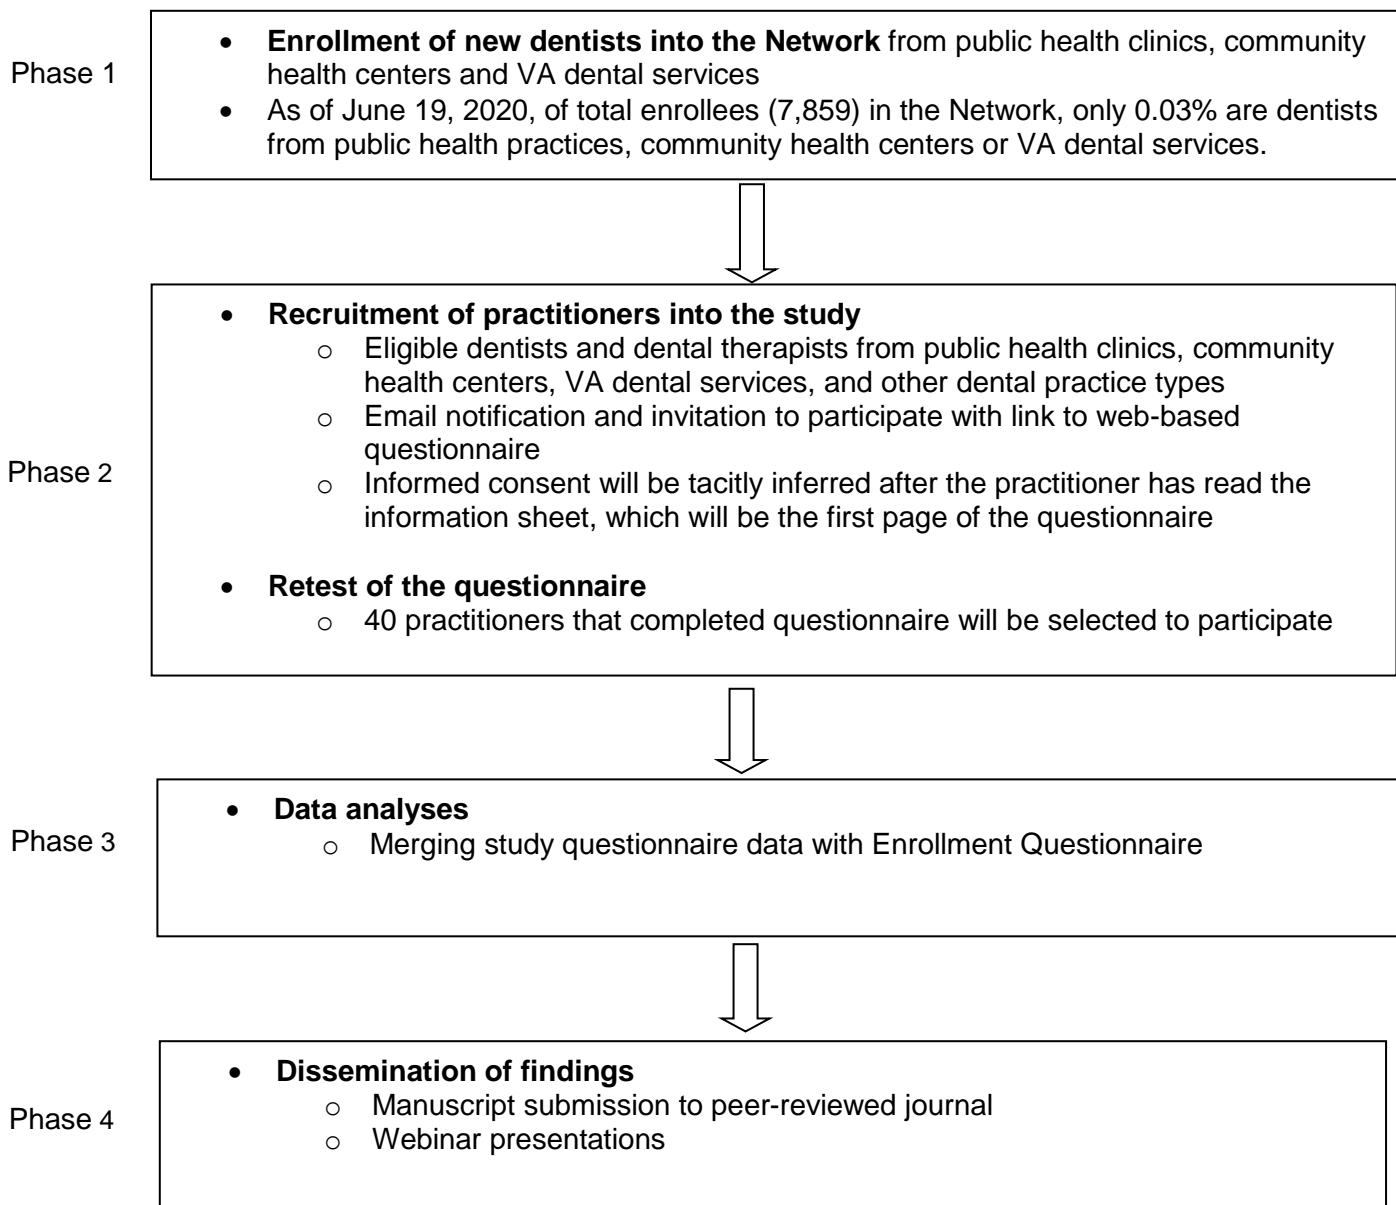 Phase 1
• Enrollment of new dentists into the Network from public health clinics, community
health centers and VA dental services
• As of June 19, 2020, of total enrollees (7,859) in the Network, only 0.03% are dentists
from public health practices, community health centers or VA dental services.
Phase 2
• Recruitment of practitioners into the study
o Eligible dentists and dental therapists from public health clinics, community
health centers, VA dental services, and other dental practice types
o Email notification and invitation to participate with link to web-based
questionnaire
o Informed consent will be tacitly inferred after the practitioner has read the
information sheet, which will be the first page of the questionnaire
• Retest of the questionnaire
o 40 practitioners that completed questionnaire will be selected to participate
Phase 3
• Data analyses
o Merging study questionnaire data with Enrollment Questionnaire
Phase 4
• Dissemination of findings
o Manuscript submission to peer-reviewed journal
o Webinar presentations